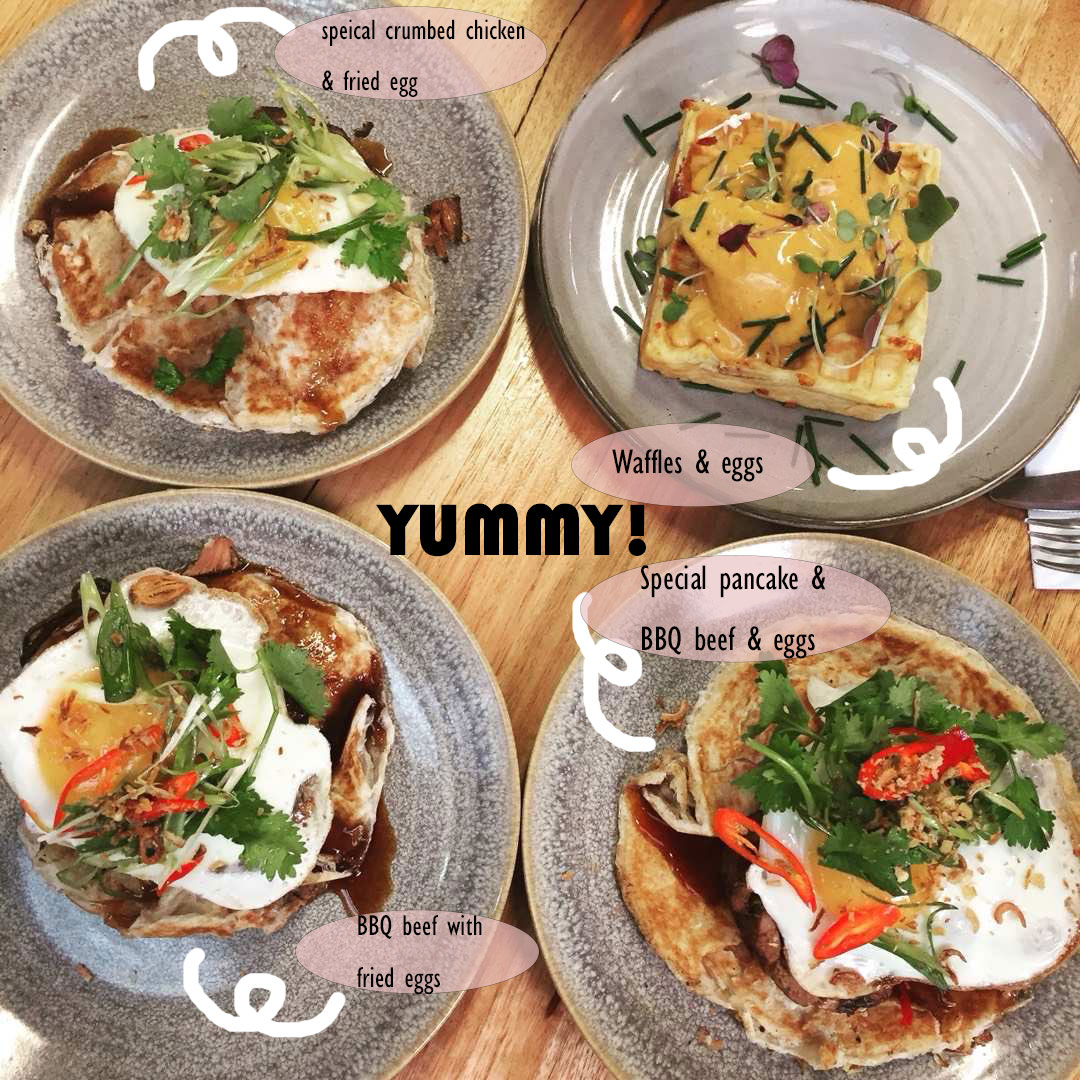 speical crumbed chicken
& fried egg
Waffles & eggs
YUMMY!
Special pancake &
BBQ beef & eggs
BBQ beef with
fried eggs